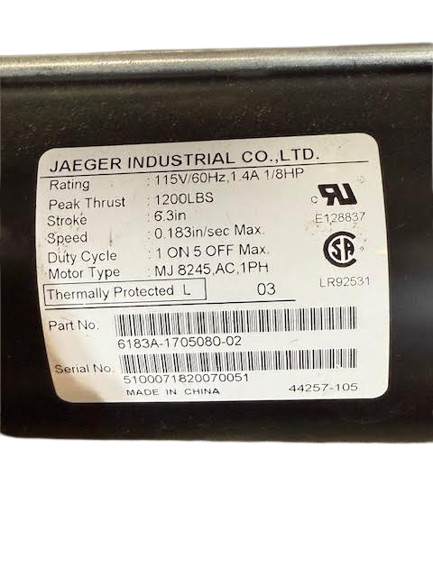 JAEGER INDUSTRIAL CO.,LTD.
Rating : 115V/60Hz,1.4A 1/8HP
Peak Thrust : 1200LBS
Stroke : 6.3in
Speed : 0.183in/sec Max.
Duty Cycle : 1 ON 5 OFF Max.
Motor Type : MJ 8245,AC,1PH
Thermally Protected L 03
c RU
E128837
SA
LR92531
Part No.
6183A-1705080-02
Serial No.
5100071820070051
MADE IN CHINA 44257-105